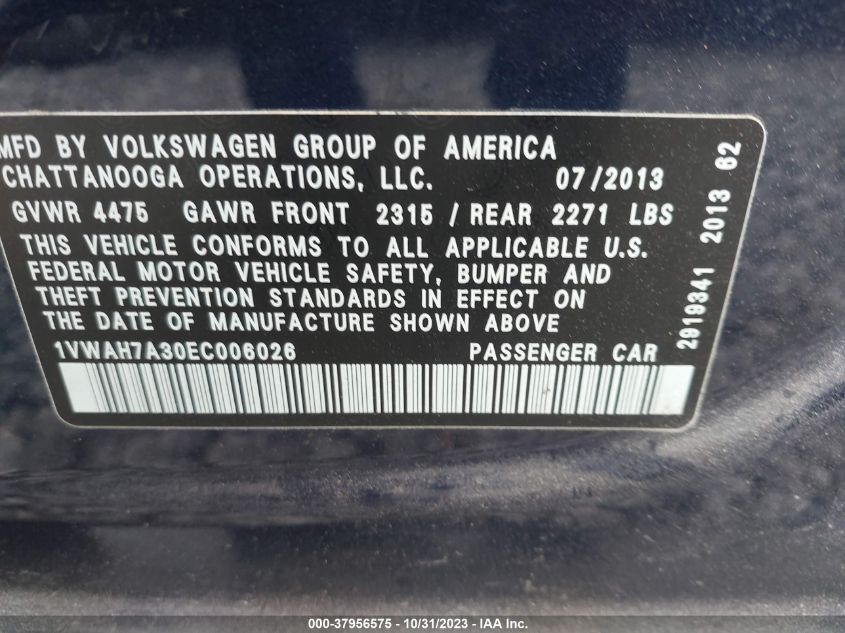 MFD BY VOLKSWAGEN GROUP OF AMERICA
CHATTANOOGA OPERATIONS, LLC. 07/2013
GVWR 4475 GAWR FRONT 2315 / REAR 2271 LBS
THIS VEHICLE CONFORMS TO ALL APPLICABLE U.S.
FEDERAL MOTOR VEHICLE SAFETY, BUMPER AND
THEFT PREVENTION STANDARDS IN EFFECT ON
THE DATE OF MANUFACTURE SHOWN ABOVE
1VWAH7A30EC006026 PASSENGER CAR
2919341 2013 62
000-37956575 - 10/31/2023 - IAA Inc.